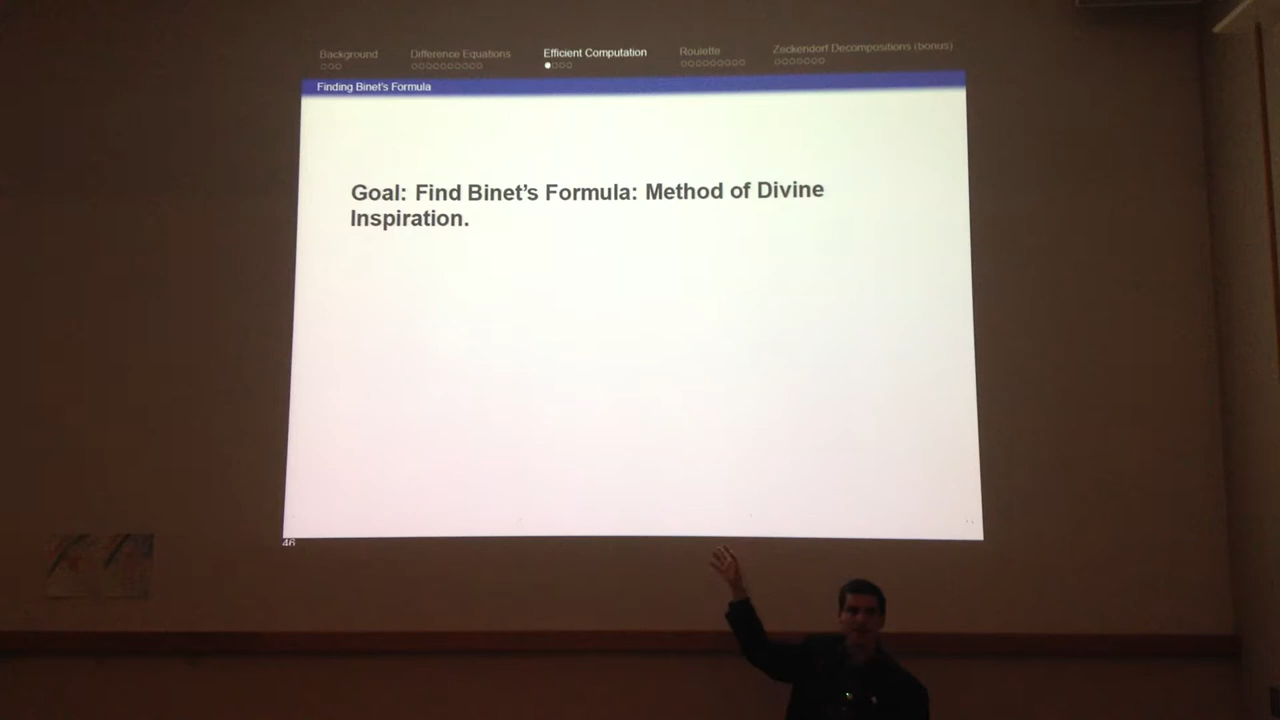 Background Difference Equations Efficient Computation Roulette Zeckendorf Decompositions (bonus)
Finding Binet's Formula
Goal: Find Binet's Formula: Method of Divine
Inspiration.
46